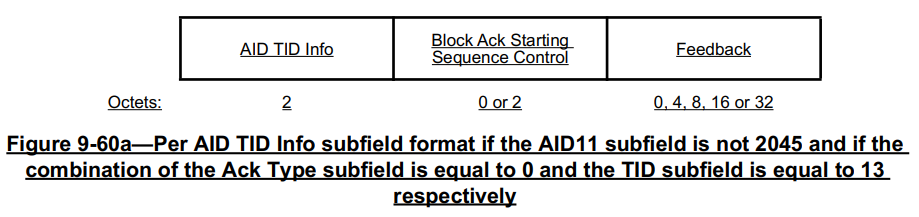 AID TID Info
Block Ack Starting
Sequence Control
Feedback
Octets:
2
0 or 2
0, 4, 8, 16 or 32
Figure 9-60a—Per AID TID Info subfield format if the AID11 subfield is not 2045 and if the
combination of the Ack Type subfield is equal to 0 and the TID subfield is equal to 13
respectively